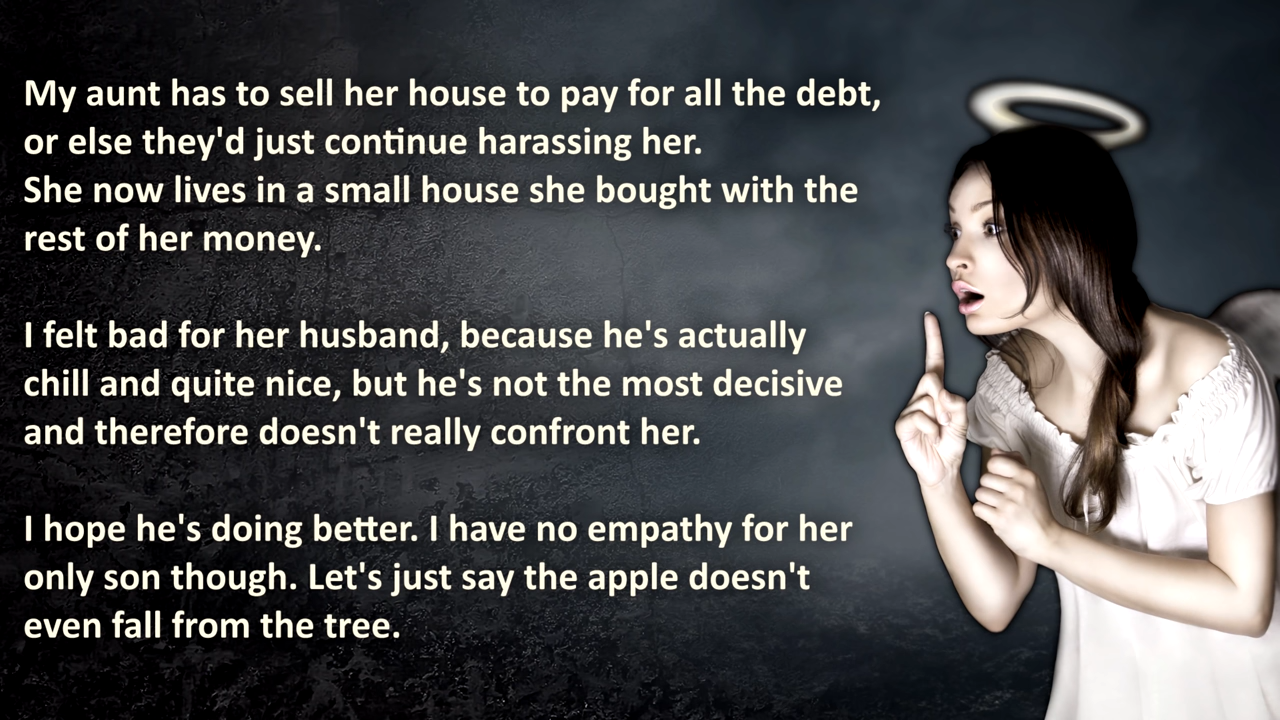 My aunt has to sell her house to pay for all the debt,
or else they'd just continue harassing her.
She now lives in a small house she bought with the
rest of her money.
I felt bad for her husband, because he's actually
chill and quite nice, but he's not the most decisive
and therefore doesn't really confront her.
I hope he's doing better. I have no empathy for her
only son though. Let's just say the apple doesn't
even fall from the tree.